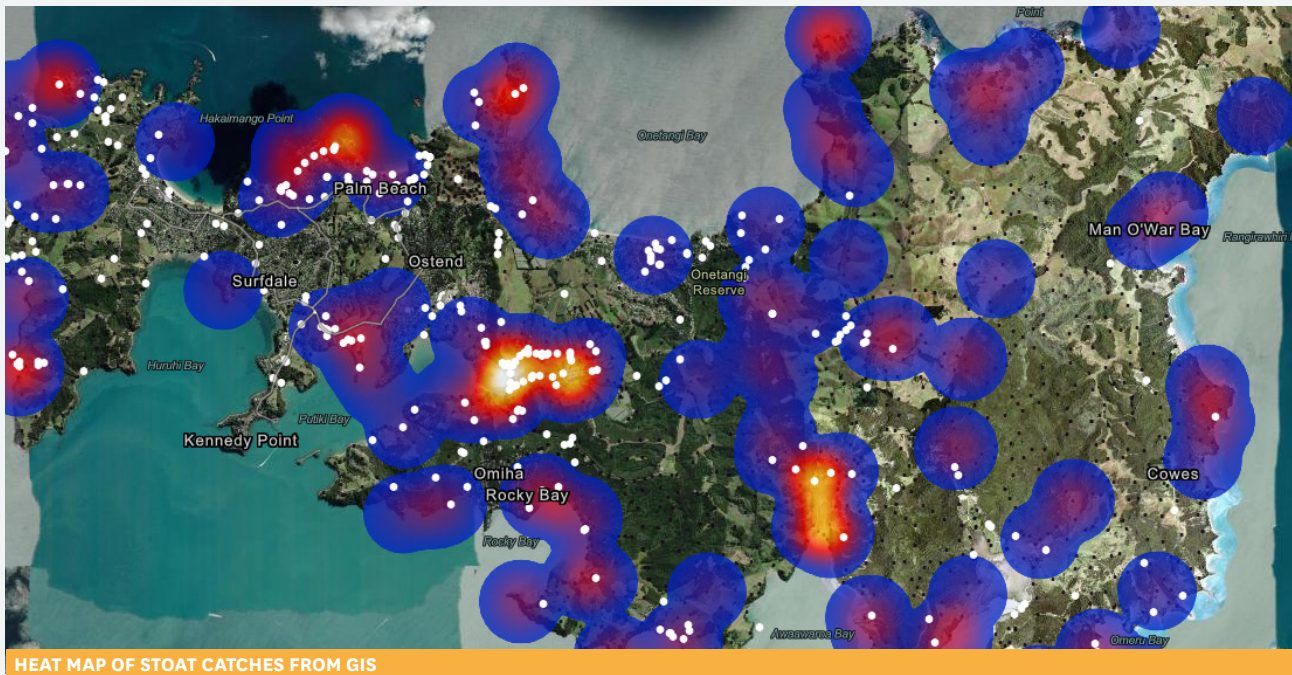 Point
Hakaimango Point
Onetangi Bay
Palm Beach
Man O'War Bay
Ostend
Surfdale
Onetangi
Reserve
Huruhi Bay
Putiki Bay
Kennedy Point
Omiha
Rocky Bay
Cowes
Rocky Bay
Awaawaroa Bay
Omeru Bay
HEAT MAP OF STOAT CATCHES FROM GIS